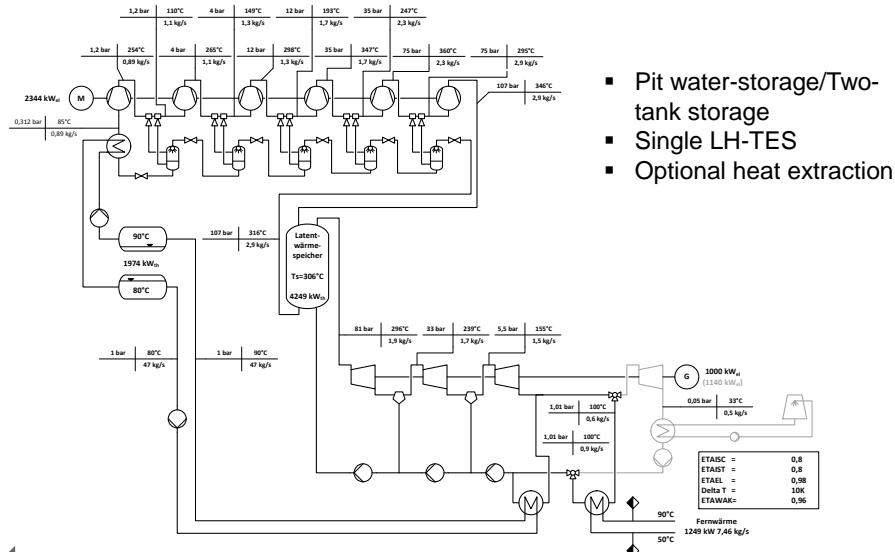 1,2 bar 110°C 4 bar 149°C 12 bar 193°C 35 bar 247°C
1,1 kg/s 1,3 kg/s 1,7 kg/s 2,3 kg/s
1,2 bar 254°C 4 bar 265°C 12 bar 298°C 35 bar 347°C 75 bar 360°C 75 bar 295°C
0,89 kg/s 1,1 kg/s 1,3 kg/s 1,7 kg/s 2,3 kg/s 2,9 kg/s
107 bar 346°C
2,9 kg/s
2344 kWel M
0,312 bar 85°C
0,89 kg/s
▪ Pit water-storage/Two-
tank storage
▪ Single LH-TES
▪ Optional heat extraction
90°C
1974 kWth
80°C
107 bar 316°C
2,9 kg/s
Latent-
wärme-
speicher
Ts=306°C
4249 kWth
81 bar 296°C 33 bar 239°C 5,5 bar 155°C
1,9 kg/s 1,7 kg/s 1,5 kg/s
1 bar 80°C 1 bar 90°C
47 kg/s 47 kg/s
G 1000 kWel
(1140 kWel)
0,05 bar 33°C
0,5 kg/s
1,01 bar 100°C
0,6 kg/s
1,01 bar 100°C
0,9 kg/s
ETAISC = 0,8
ETAIST = 0,8
ETAEL = 0,98
Delta T = 10K
ETAWAK= 0,96
90°C
Fernwärme
1249 kW 7,46 kg/s
50°C